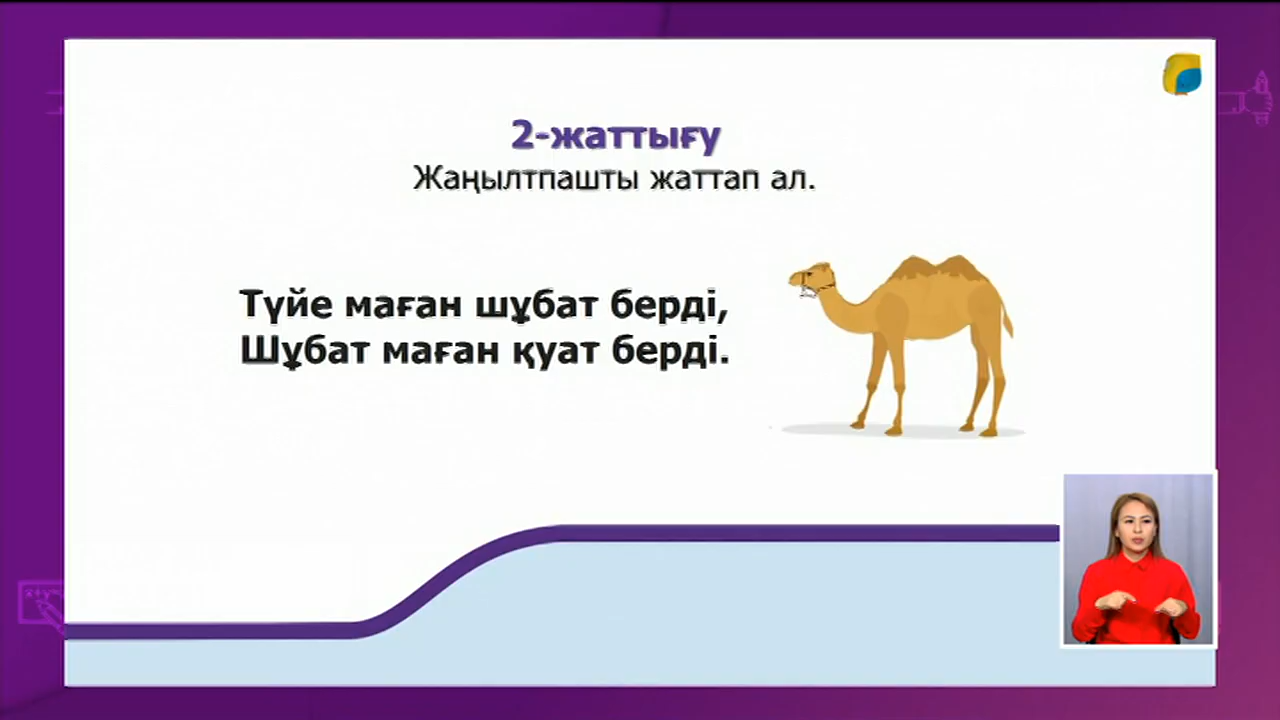 2-жаттығу
Жаңылтпашты жаттап ал.
Түйе маған шұбат берді,
Шұбат маған қуат берді.